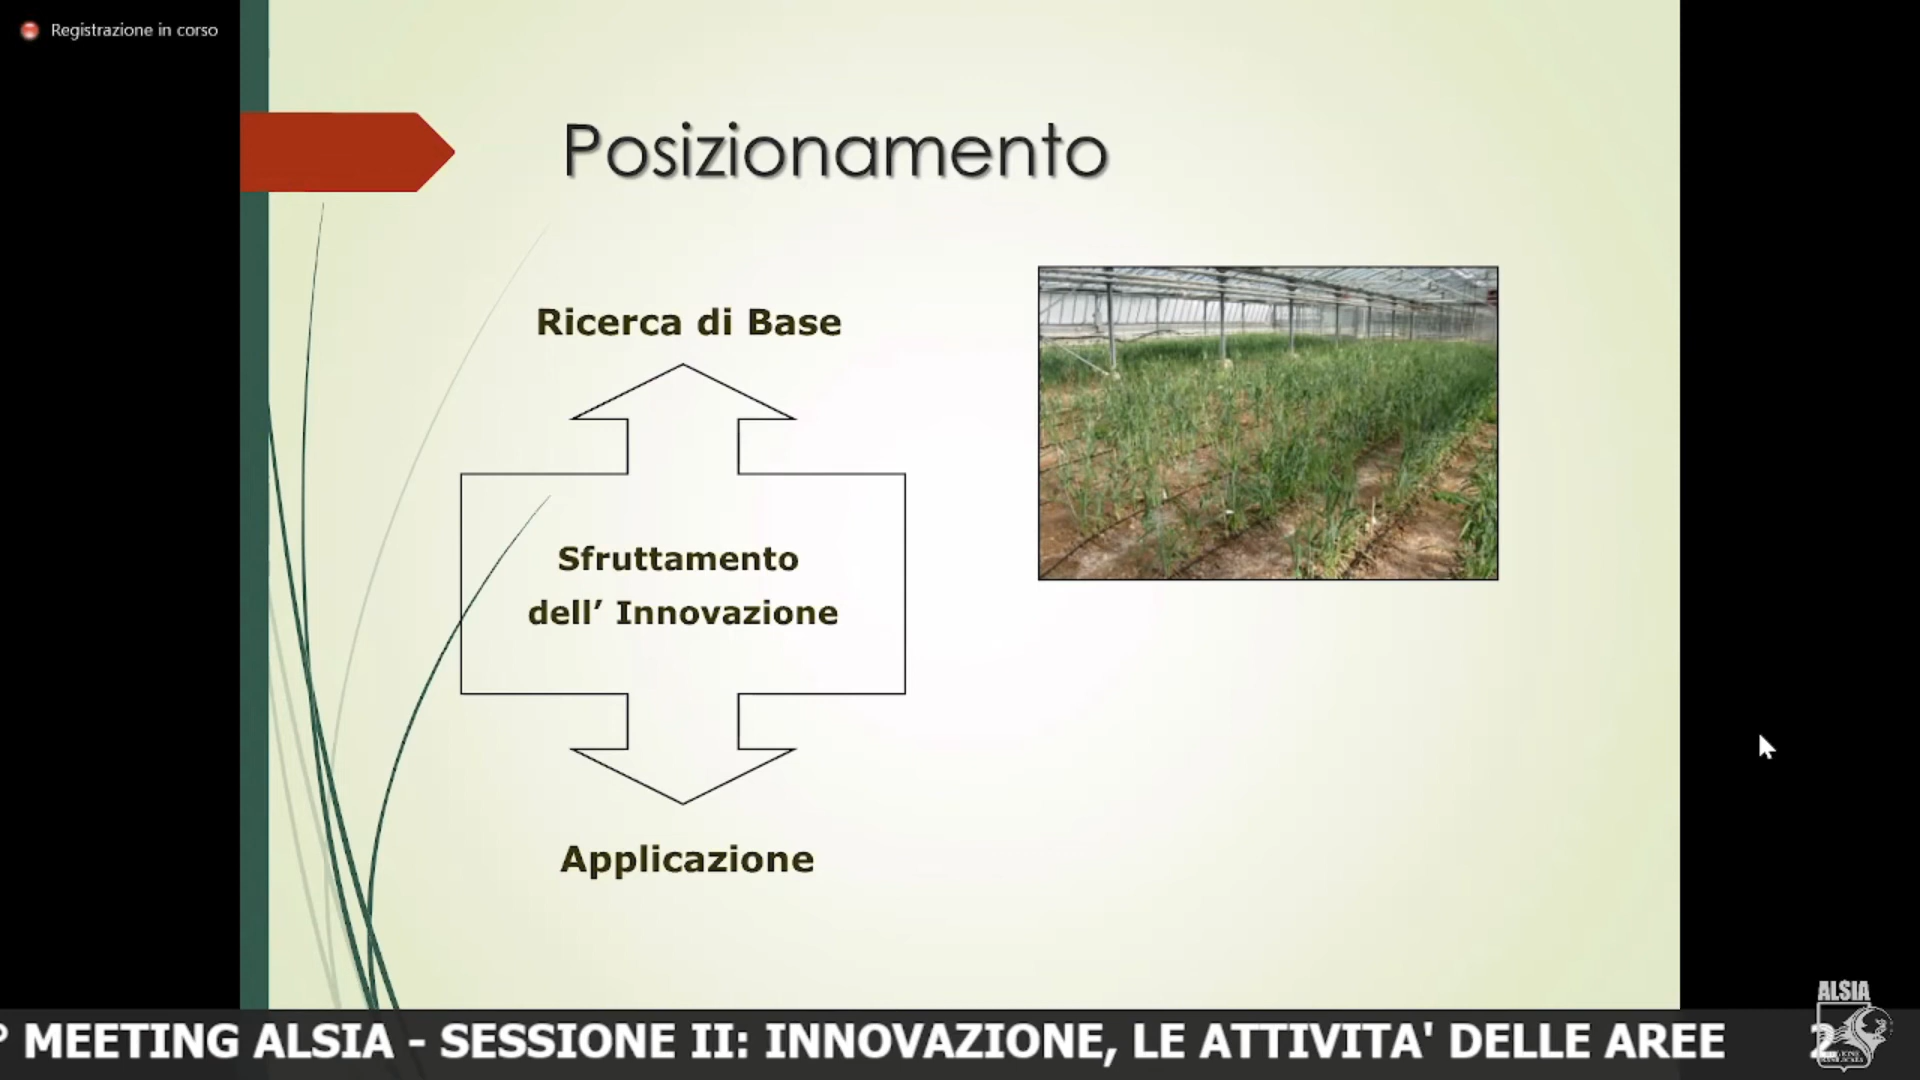 Registrazione in corso
Posizionamento
Ricerca di Base
Sfruttamento
dell’ Innovazione
Applicazione
° MEETING ALSIA - SESSIONE II: INNOVAZIONE, LE ATTIVITA' DELLE AREE
2
ALSIA